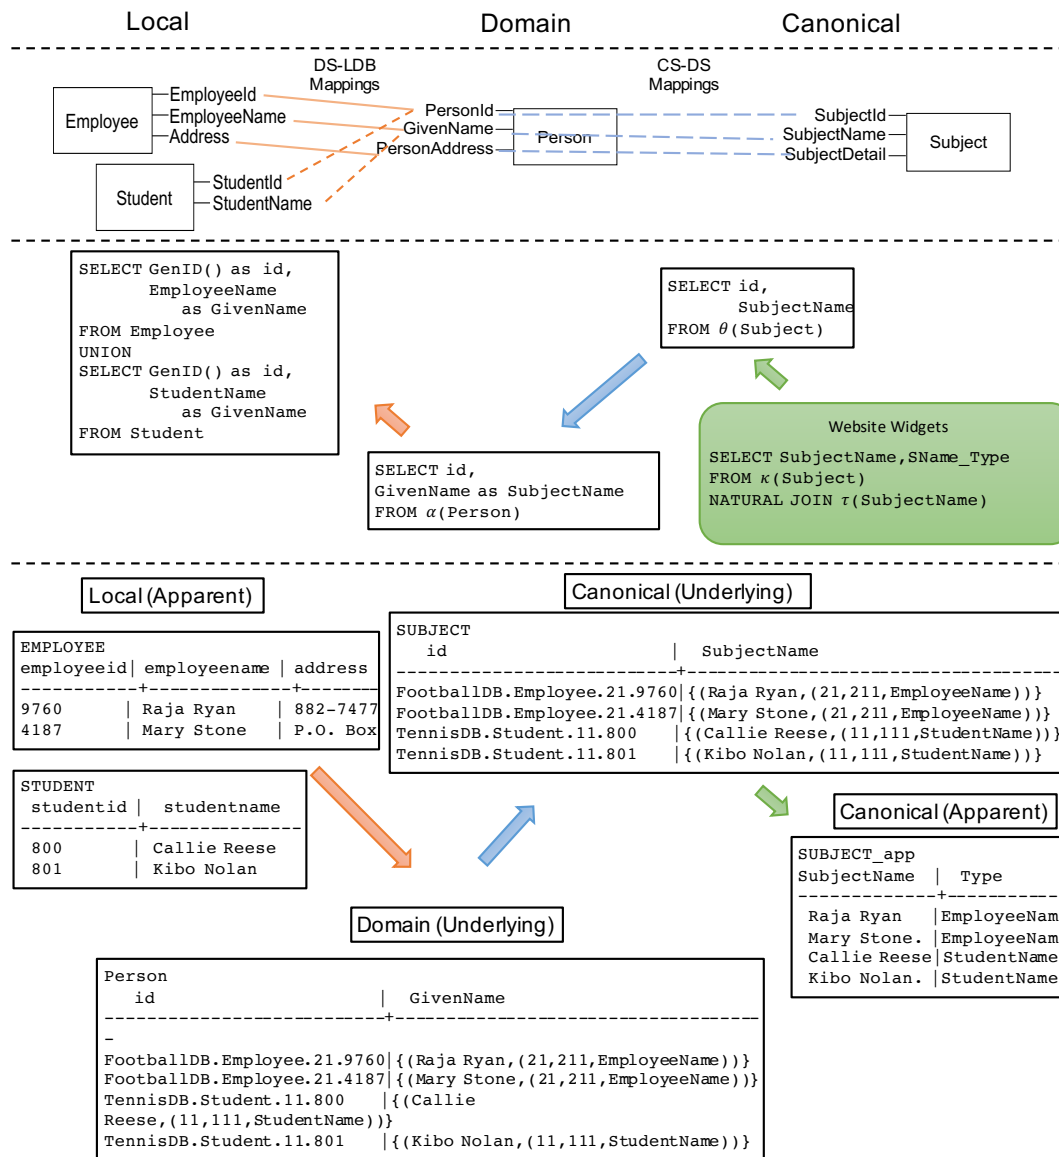 Local Domain Canonical
DS-LDB
Mappings
CS-DS
Mappings
Employee
EmployeeId
EmployeeName
Address
Student
StudentId
StudentName
PersonId
GivenName
PersonAddress
Person
SubjectId
SubjectName
SubjectDetail
Subject
SELECT GenID() as id,
EmployeeName
as GivenName
FROM Employee
UNION
SELECT GenID() as id,
StudentName
as GivenName
FROM Student
SELECT id,
SubjectName
FROM θ(Subject)
SELECT id,
GivenName as SubjectName
FROM α(Person)
Website Widgets
SELECT SubjectName,SName_Type
FROM κ(Subject)
NATURAL JOIN τ(SubjectName)
Local (Apparent)
EMPLOYEE
employeeid| employeename | address
-----------+--------------+--------
9760 | Raja Ryan | 882-7477
4187 | Mary Stone | P.O. Box
STUDENT
studentid | studentname
-----------+---------------
800 | Callie Reese
801 | Kibo Nolan
Canonical (Underlying)
SUBJECT
id | SubjectName
---------------------------+------------------------------------
FootballDB.Employee.21.9760|{(Raja Ryan,(21,211,EmployeeName))}
FootballDB.Employee.21.4187|{(Mary Stone,(21,211,EmployeeName))}
TennisDB.Student.11.800 |{(Callie Reese,(11,111,StudentName))}
TennisDB.Student.11.801 |{(Kibo Nolan,(11,111,StudentName))}
Canonical (Apparent)
SUBJECT_app
SubjectName | Type
-------------+-----------
Raja Ryan |EmployeeNam
Mary Stone. |EmployeeNam
Callie Reese|StudentName
Kibo Nolan. |StudentName
Domain (Underlying)
Person
id | GivenName
---------------------------+-----------------------------------
-
FootballDB.Employee.21.9760|{(Raja Ryan,(21,211,EmployeeName))}
FootballDB.Employee.21.4187|{(Mary Stone,(21,211,EmployeeName))}
TennisDB.Student.11.800 |{(Callie
Reese,(11,111,StudentName))}
TennisDB.Student.11.801 |{(Kibo Nolan,(11,111,StudentName))}